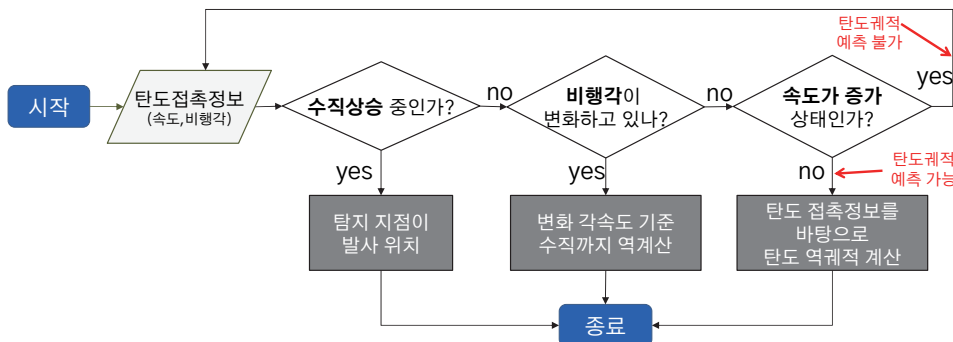 탄도궤적
예측 불가
시작
탄도접촉정보
(속도,비행각)
수직상승 중인가?
no
비행각이
변화하고 있나?
no
속도가 증가
상태인가?
yes
yes
yes
no
탄도궤적
예측 가능
탐지 지점이
발사 위치
변화 각속도 기준
수직까지 역계산
탄도 접촉정보를
바탕으로
탄도 역궤적 계산
종료